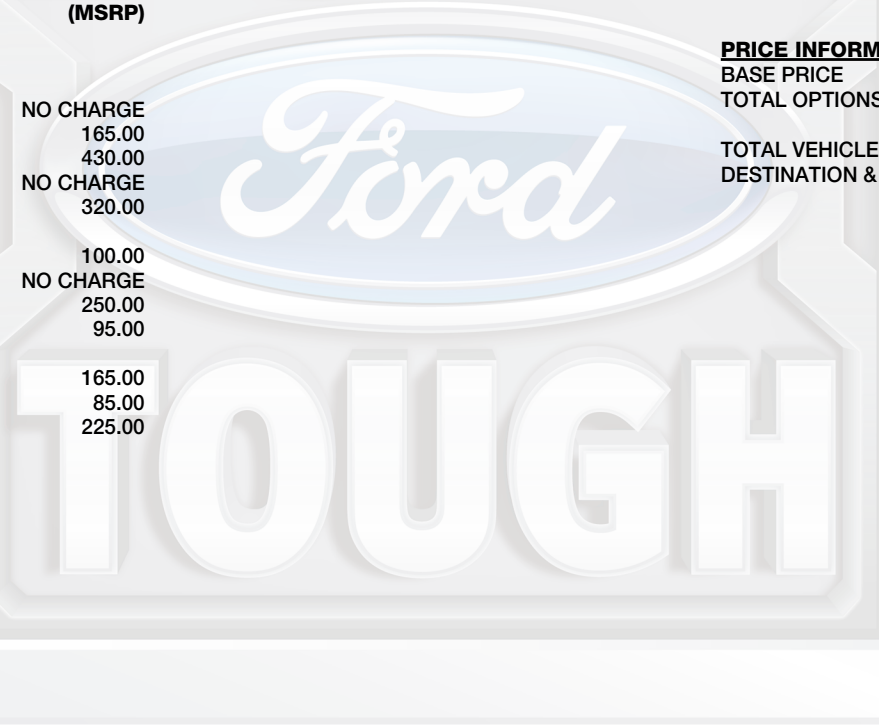 (MSRP)
NO CHARGE
165.00
430.00
NO CHARGE
320.00
100.00
NO CHARGE
250.00
95.00
165.00
85.00
225.00
PRICE INFORM
BASE PRICE
TOTAL OPTIONS
TOTAL VEHICLE
DESTINATION &
Ford
TOUGH